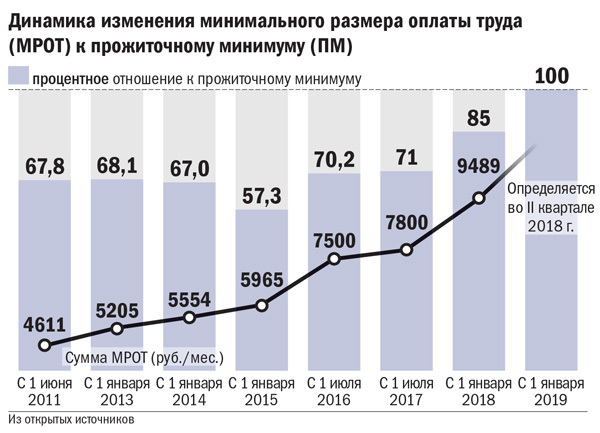 Динамика изменения минимального размера оплаты труда
(МРОТ) к прожиточному минимуму (ПМ)
процентное отношение к прожиточному минимуму
100
67,8
68,1
67,0
57,3
70,2
71
85
4611
5205
5554
5965
7500
7800
9489
Определяется
во II квартале
2018 г.
Сумма МРОТ (руб./мес.)
С 1 июня
2011
С 1 января
2013
С 1 января
2014
С 1 января
2015
С 1 июля
2016
С 1 июля
2017
С 1 января
2018
С 1 января
2019
Из открытых источников